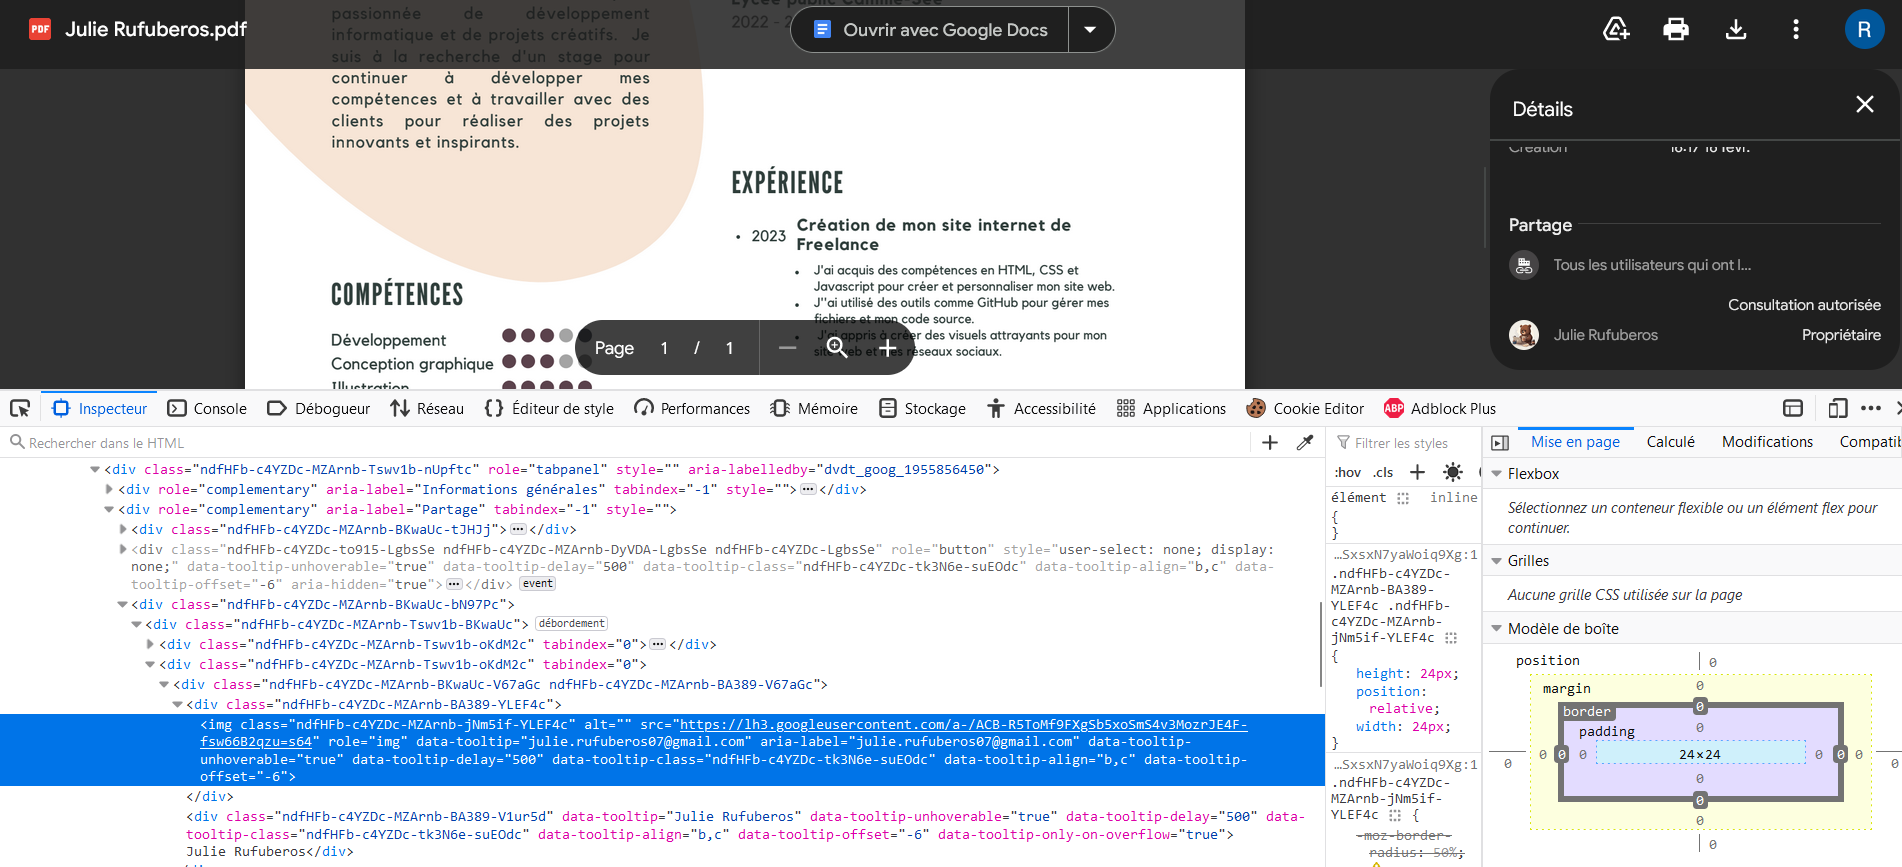 Julie Rufuberos.pdf
Ouvrir avec Google Docs
R
passionnée de développement
informatique et de projets créatifs. Je
suis à la recherche d'un stage pour
continuer à développer mes
compétences et à travailler avec des
clients pour réaliser des projets
innovants et inspirants.
Lycée public Camille-Sée
COMPÉTENCES
Développement
Conception graphique
Illustration
EXPÉRIENCE
• 2023 Création de mon site internet de
Freelance
• J'ai acquis des compétences en HTML, CSS et
Javascript pour créer et personnaliser mon site web.
• J''ai utilisé des outils comme GitHub pour gérer mes
fichiers et mon code source.
• J'ai appris à créer des visuels attrayants pour mon
site web et mes réseaux sociaux.
Page 1 / 1
Détails
Création 16:17 16 févr.
Partage
Tous les utilisateurs qui ont l...
Consultation autorisée
Julie Rufuberos Propriétaire
Inspecteur Console Débogueur Réseau Éditeur de style Performances Mémoire Stockage Accessibilité Applications Cookie Editor ABP Adblock Plus
Rechercher dans le HTML
<div class="ndfHFb-c4YZDc-MZArnb-Tswv1b-nUpftc" role="tabpanel" style="" aria-labelledby="dvdt_goog_1955856450">
<div role="complementary" aria-label="Informations générales" tabindex="-1" style="">…</div>
<div role="complementary" aria-label="Partage" tabindex="-1" style="">
<div class="ndfHFb-c4YZDc-MZArnb-BKwaUc-tJHJj">…</div>
<div class="ndfHFb-c4YZDc-to915-LgbsSe ndfHFb-c4YZDc-MZArnb-DyVDA-LgbsSe ndfHFb-c4YZDc-LgbsSe" role="button" style="user-select: none; display:
none;" data-tooltip-unhoverable="true" data-tooltip-delay="500" data-tooltip-class="ndfHFb-c4YZDc-tk3N6e-suEOdc" data-tooltip-align="b,c" data-
tooltip-offset="-6" aria-hidden="true">…</div> event
<div class="ndfHFb-c4YZDc-MZArnb-BKwaUc-bN97Pc">
<div class="ndfHFb-c4YZDc-MZArnb-Tswv1b-BKwaUc"> débordement
<div class="ndfHFb-c4YZDc-MZArnb-Tswv1b-oKdM2c" tabindex="0">…</div>
<div class="ndfHFb-c4YZDc-MZArnb-Tswv1b-oKdM2c" tabindex="0">
<div class="ndfHFb-c4YZDc-MZArnb-BKwaUc-V67aGc ndfHFb-c4YZDc-MZArnb-BA389-V67aGc">
<div class="ndfHFb-c4YZDc-MZArnb-BA389-YLEF4c">
<img class="ndfHFb-c4YZDc-MZArnb-jNm5if-YLEF4c" alt="" src="https://lh3.googleusercontent.com/a-/ACB-R5ToMf9FXgSb5xoSmS4v3MozrJE4F-
fsw66B2qzu=s64" role="img" data-tooltip="julie.rufuberos07@gmail.com" aria-label="julie.rufuberos07@gmail.com" data-tooltip-
unhoverable="true" data-tooltip-delay="500" data-tooltip-class="ndfHFb-c4YZDc-tk3N6e-suEOdc" data-tooltip-align="b,c" data-tooltip-
offset="-6">
</div>
<div class="ndfHFb-c4YZDc-MZArnb-BA389-V1ur5d" data-tooltip="Julie Rufuberos" data-tooltip-unhoverable="true" data-tooltip-delay="500" data-
tooltip-class="ndfHFb-c4YZDc-tk3N6e-suEOdc" data-tooltip-align="b,c" data-tooltip-offset="-6" data-tooltip-only-on-overflow="true">
Julie Rufuberos</div>
Filtrer les styles
:hov .cls
élément inline
{
}
…SxsxN7yaWoiq9Xg:1
.ndfHFb-c4YZDc-
MZArnb-BA389-
YLEF4c .ndfHFb-
c4YZDc-MZArnb-
jNm5if-YLEF4c
{
height: 24px;
position:
relative;
width: 24px;
}
…SxsxN7yaWoiq9Xg:1
.ndfHFb-c4YZDc-
MZArnb-jNm5if-
YLEF4c {
-moz-border-
radius: 50%;
Mise en page Calculé Modifications Compatib
Flexbox
Sélectionnez un conteneur flexible ou un élément flex pour
continuer.
Grilles
Aucune grille CSS utilisée sur la page
Modèle de boîte
position 0
margin 0
border 0
padding 0
0 0 0 0 24×24 0 0 0 0
0
0
0
0